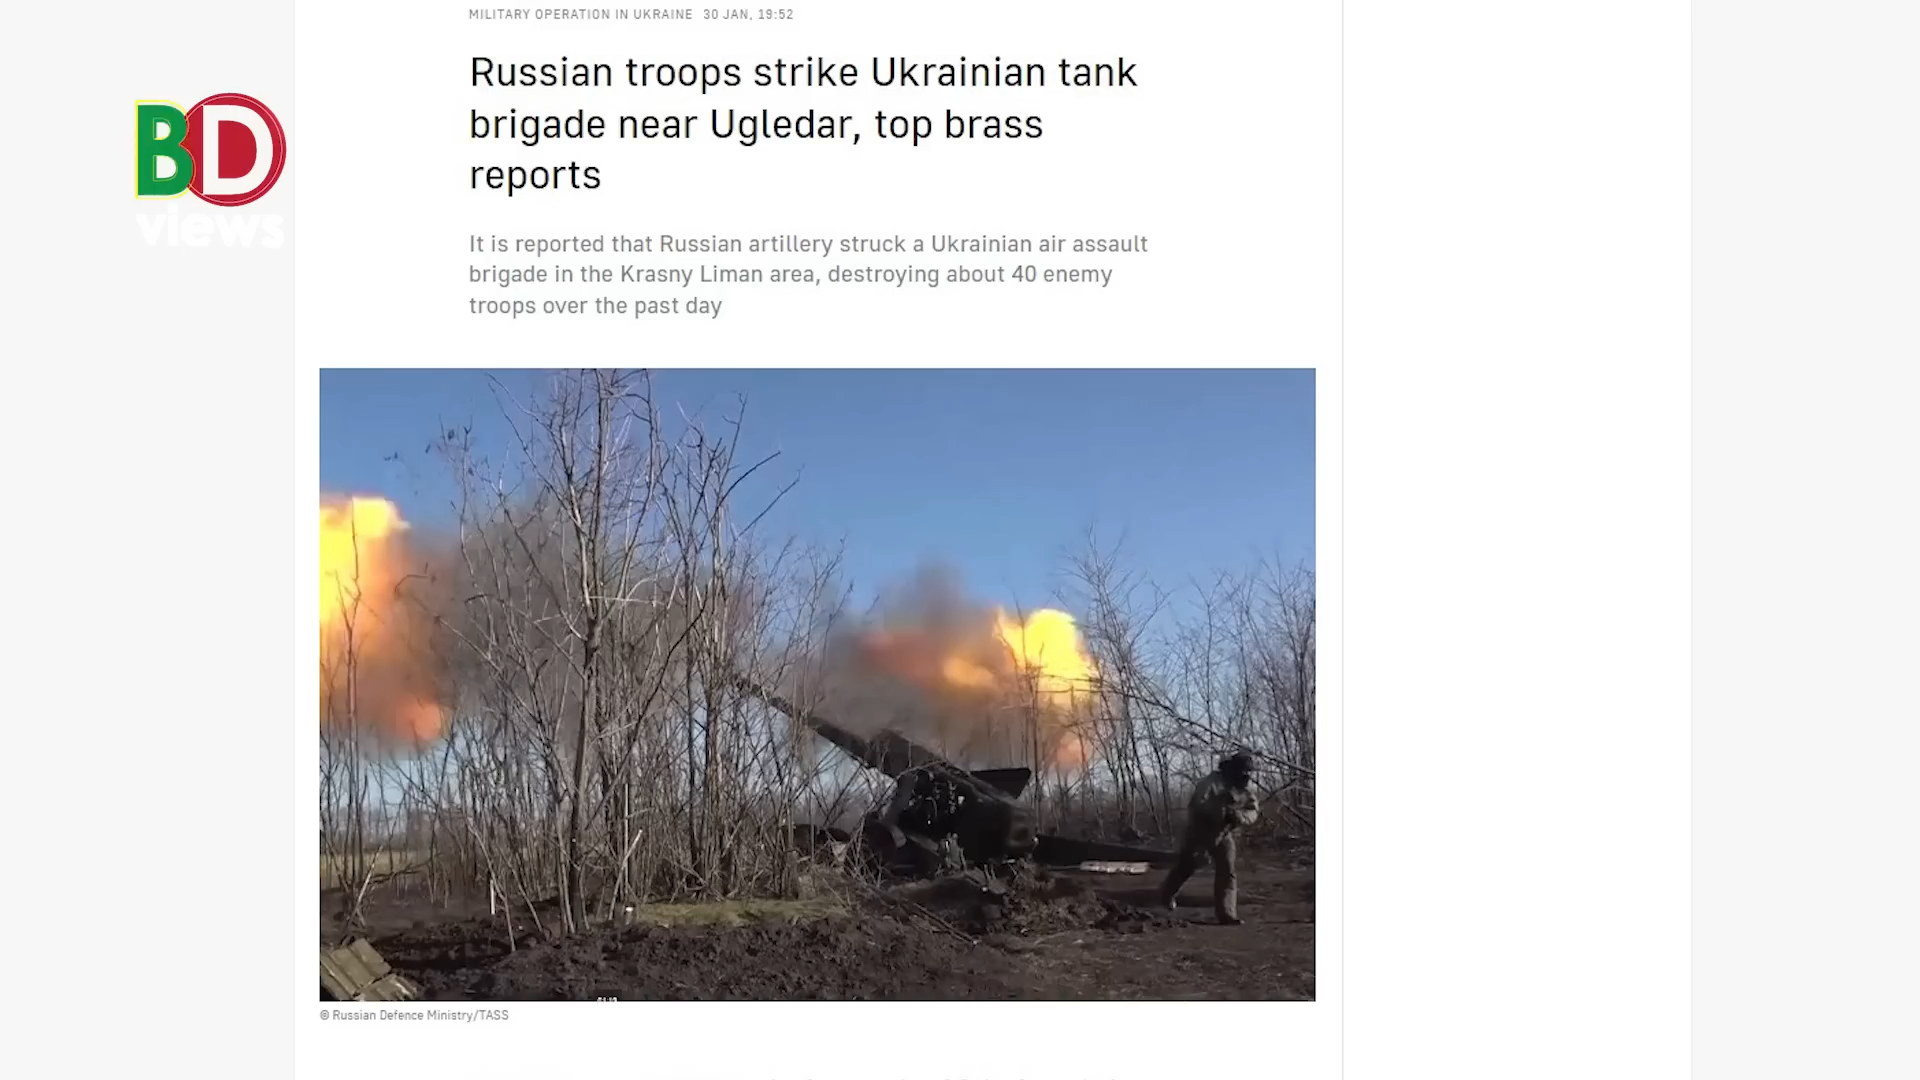 MILITARY OPERATION IN UKRAINE 30 JAN, 19:52
Russian troops strike Ukrainian tank
brigade near Ugledar, top brass
reports
BD
views
It is reported that Russian artillery struck a Ukrainian air assault
brigade in the Krasny Liman area, destroying about 40 enemy
troops over the past day
© Russian Defence Ministry/TASS